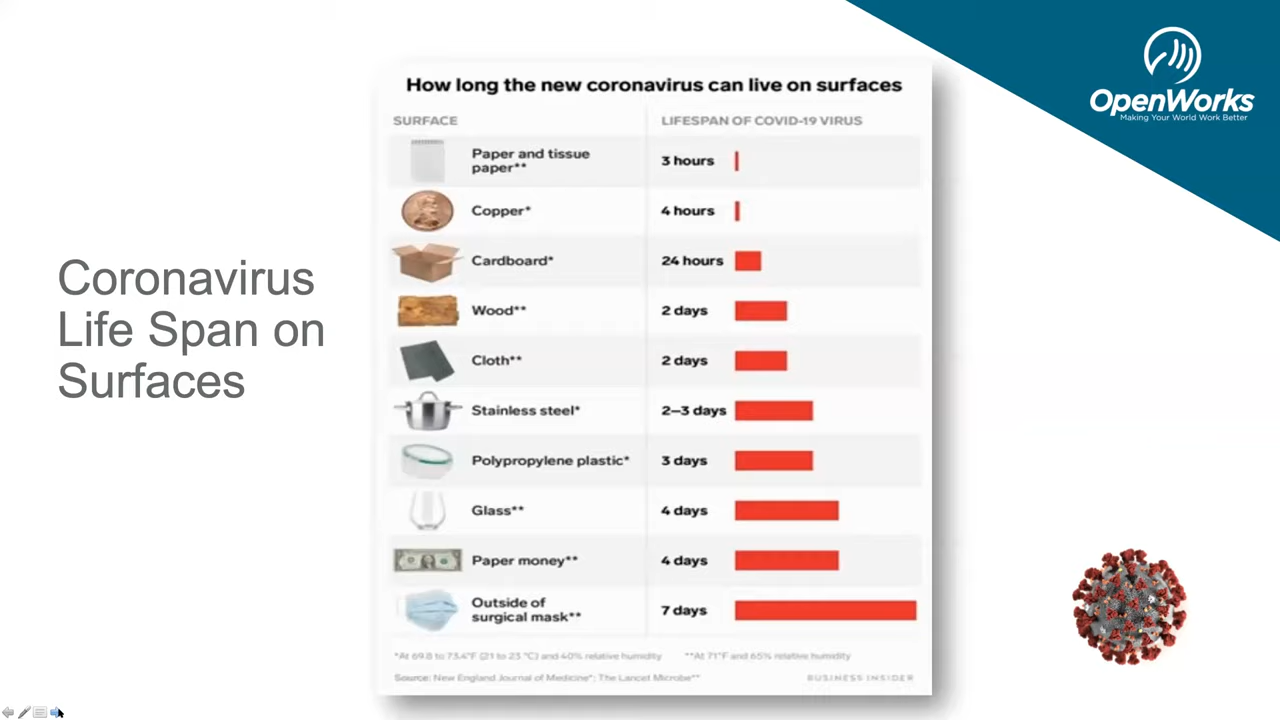 OpenWorks
Making Your World Work Better
Coronavirus
Life Span on
Surfaces
How long the new coronavirus can live on surfaces
SURFACE LIFESPAN OF COVID-19 VIRUS
Paper and tissue
paper** 3 hours
Copper* 4 hours
Cardboard* 24 hours
Wood** 2 days
Cloth** 2 days
Stainless steel* 2–3 days
Polypropylene plastic* 3 days
Glass** 4 days
Paper money** 4 days
Outside of
surgical mask** 7 days
*At 69.8 to 73.4°F (21 to 23 °C) and 40% relative humidity **At 71°F and 65% relative humidity
Source: New England Journal of Medicine*; The Lancet Microbe** BUSINESS INSIDER